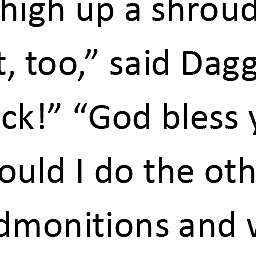 high up a shroud
t, too,” said Dagg
ck!” “God bless y
ould I do the oth
dmonitions and v